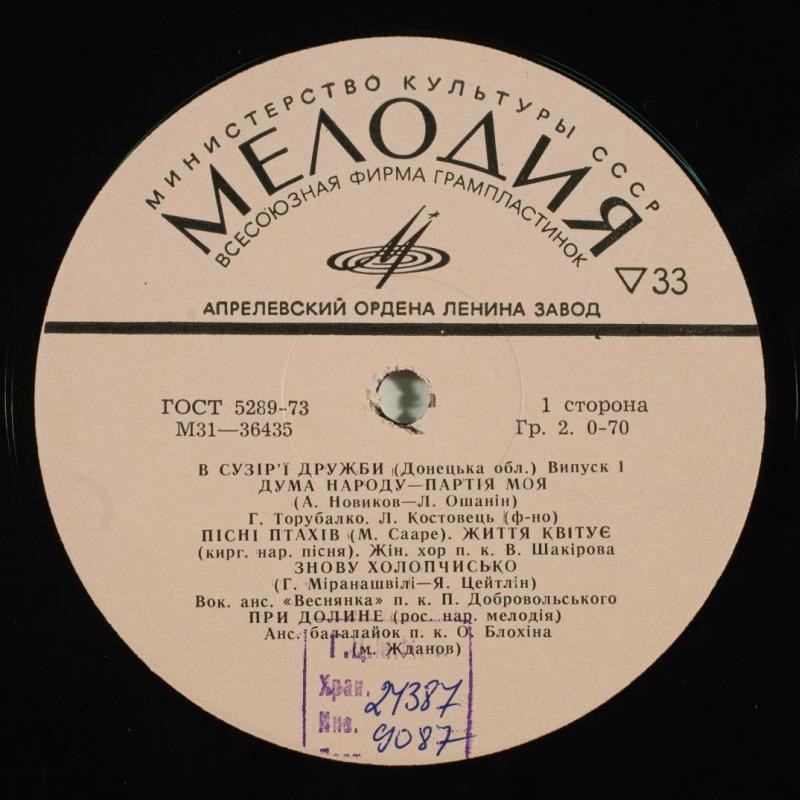 МИНИСТЕРСТВО КУЛЬТУРЫ СССР
МЕЛОДИЯ
ВСЕСОЮЗНАЯ ФИРМА ГРАМПЛАСТИНОК
33
АПРЕЛЕВСКИЙ ОРДЕНА ЛЕНИНА ЗАВОД
ГОСТ 5289-73
М31—36435
1 сторона
Гр. 2. 0-70
В СУЗІР'Ї ДРУЖБИ (Донецька обл.) Випуск 1
ДУМА НАРОДУ—ПАРТІЯ МОЯ
(А. Новиков—Л. Ошанін)
Г. Торубалко, Л. Костовець (ф-но)
ПІСНІ ПТАХІВ (М. Сааре). ЖИТТЯ КВІТУЄ
(кирг. нар. пісня). Жін. хор п. к. В. Шакірова
ЗНОВУ ХОЛОПЧИСЬКО
(Г. Міранашвілі—Я. Цейтлін)
Вок. анс. «Веснянка» п. к. П. Добровольського
ПРИ ДОЛИНЕ (рос. нар. мелодія)
Анс. балалайок п. к. О. Блохіна
(м. Жданов)
Хран. 24387
Инв. 9087